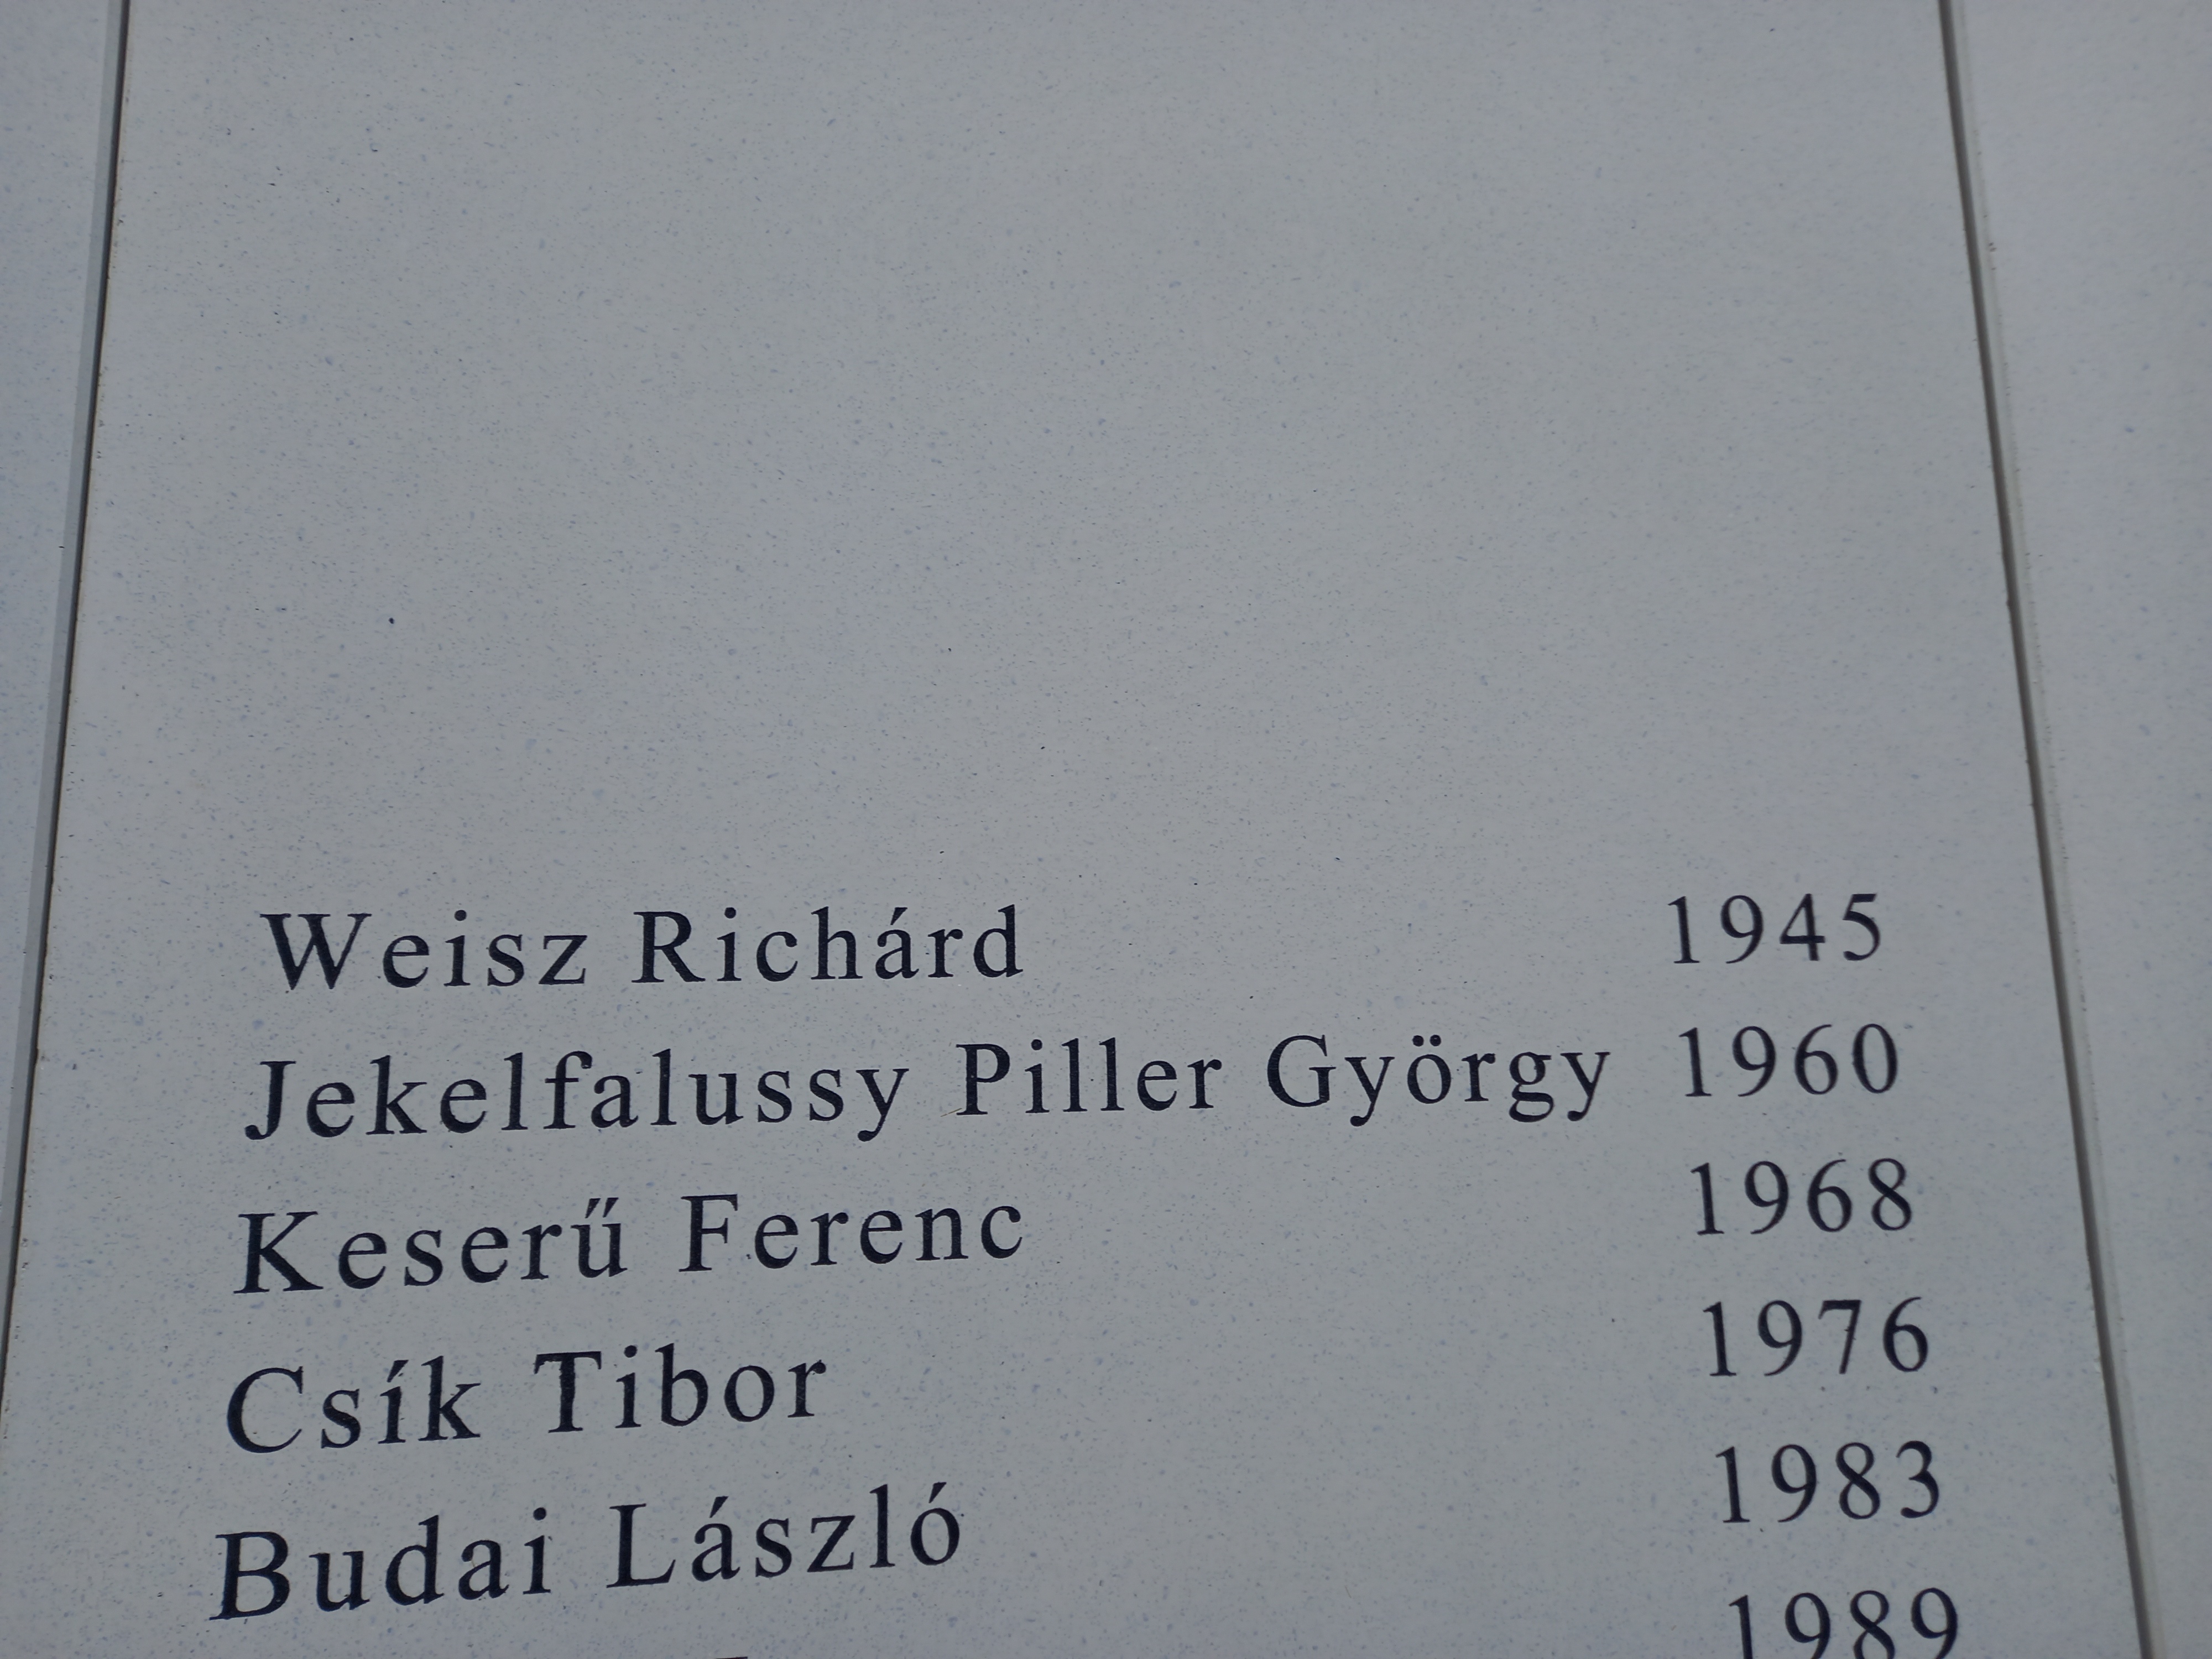 Weisz Richárd 1945
Jekelfalussy Piller György 1960
Keserű Ferenc 1968
Csík Tibor 1976
Budai László 1983
1989